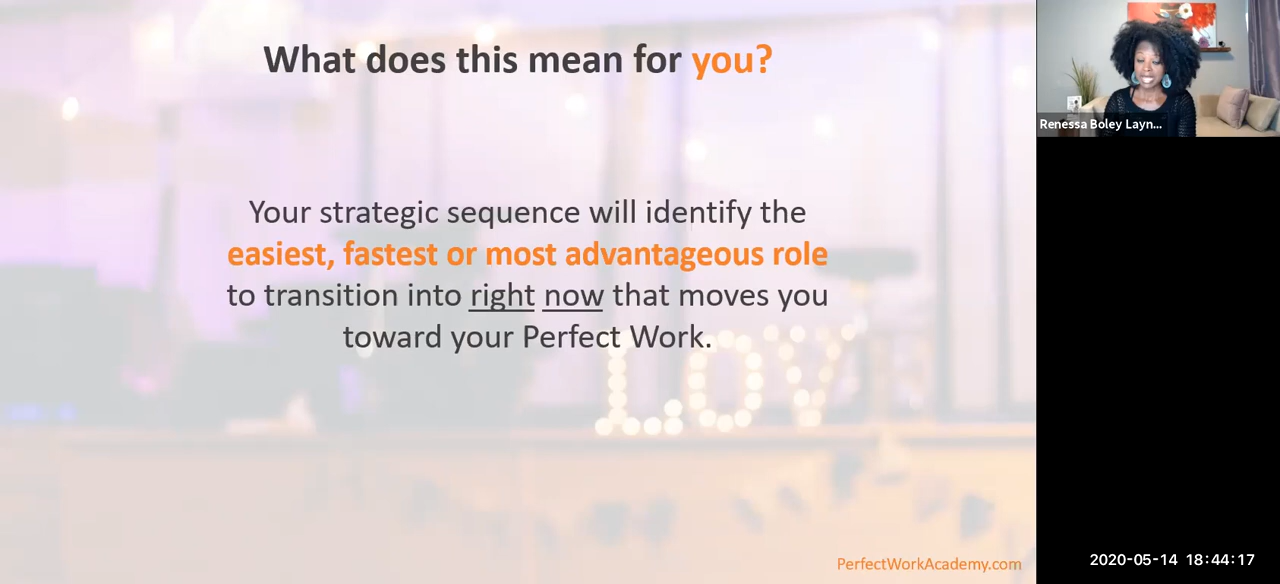 What does this mean for you?
Your strategic sequence will identify the
easiest, fastest or most advantageous role
to transition into right now that moves you
toward your Perfect Work.
LOV
PerfectWorkAcademy.com
Renessa Boley Layn...
2020-05-14 18:44:17